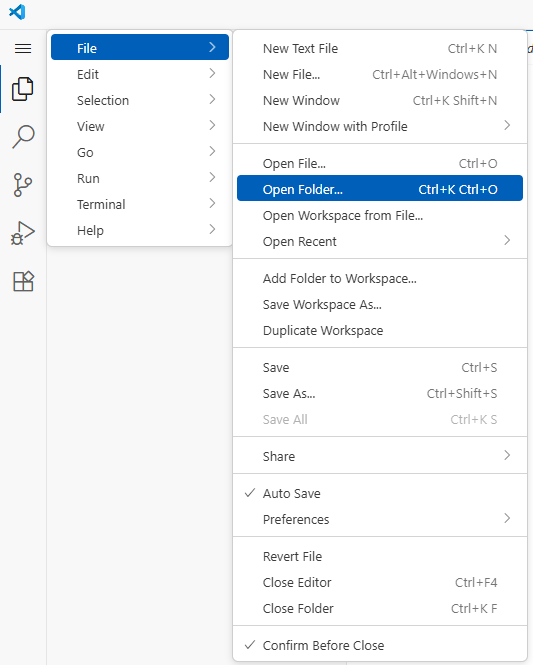 File
Edit
Selection
View
Go
Run
Terminal
Help
New Text File Ctrl+K N
New File... Ctrl+Alt+Windows+N
New Window Ctrl+K Shift+N
New Window with Profile
Open File... Ctrl+O
Open Folder... Ctrl+K Ctrl+O
Open Workspace from File...
Open Recent
Add Folder to Workspace...
Save Workspace As...
Duplicate Workspace
Save Ctrl+S
Save As... Ctrl+Shift+S
Save All Ctrl+K S
Share
Auto Save
Preferences
Revert File
Close Editor Ctrl+F4
Close Folder Ctrl+K F
Confirm Before Close